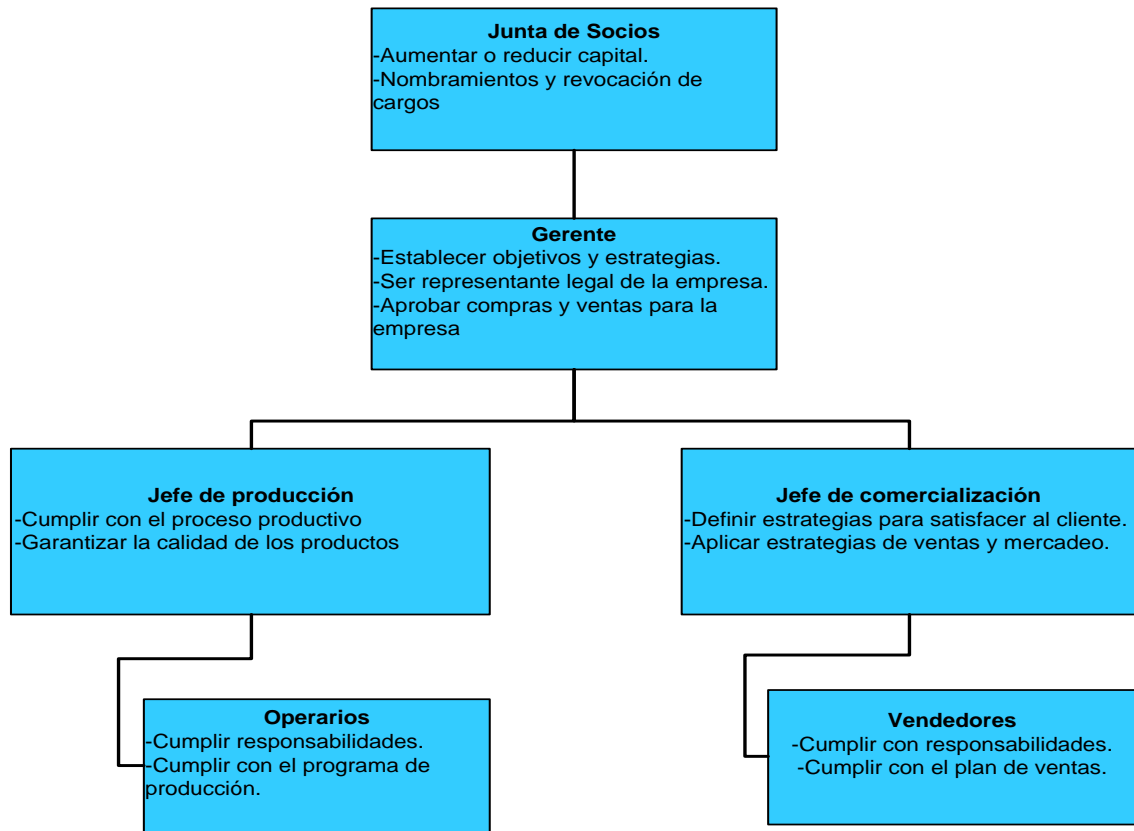 Junta de Socios
-Aumentar o reducir capital.
-Nombramientos y revocación de
cargos
Gerente
-Establecer objetivos y estrategias.
-Ser representante legal de la empresa.
-Aprobar compras y ventas para la
empresa
Jefe de producción
-Cumplir con el proceso productivo
-Garantizar la calidad de los productos
Jefe de comercialización
-Definir estrategias para satisfacer al cliente.
-Aplicar estrategias de ventas y mercadeo.
Operarios
-Cumplir responsabilidades.
-Cumplir con el programa de
producción.
Vendedores
-Cumplir con responsabilidades.
-Cumplir con el plan de ventas.